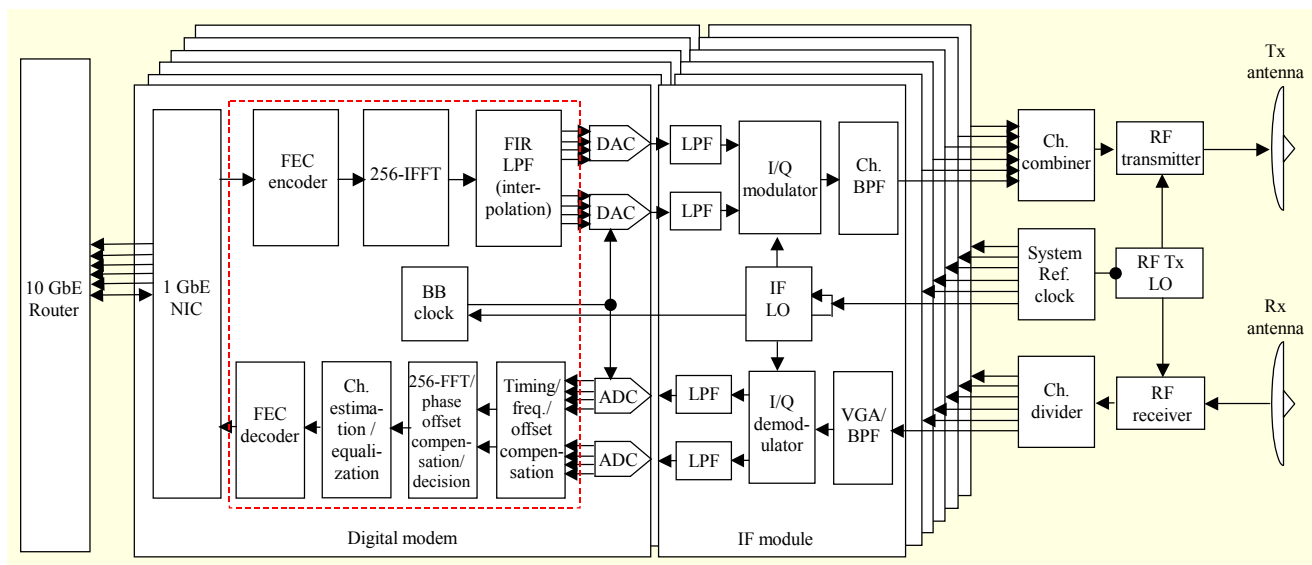 10 GbE
Router
1 GbE
NIC
FEC
encoder
256-IFFT
FIR
LPF
(inter-
polation)
DAC
DAC
LPF
LPF
I/Q
modulator
Ch.
BPF
Ch.
combiner
RF
transmitter
Tx
antenna
BB
clock
IF
LO
System
Ref.
clock
RF Tx
LO
Rx
antenna
FEC
decoder
Ch.
estima-
tion /
equali-
zation
256-FFT/
phase
offset
compen-
sation/
decision
Timing/
freq./
offset
compen-
sation
ADC
ADC
LPF
LPF
I/Q
demod-
ulator
VGA/
BPF
Ch.
divider
RF
receiver
Digital modem
IF module